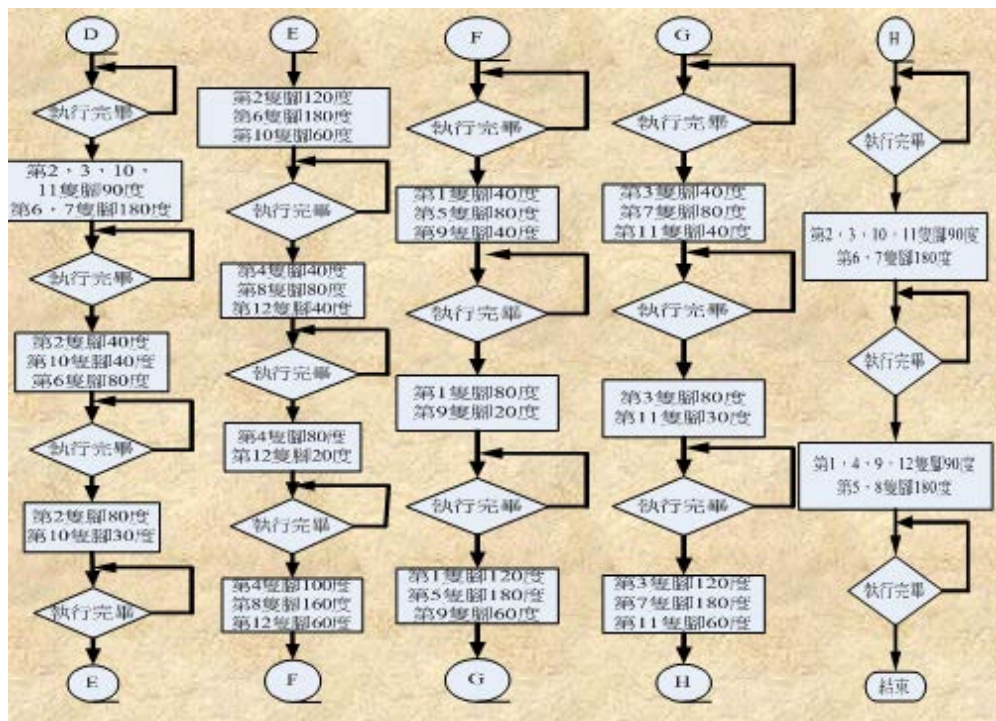 D
執行完畢
第2，3，10，
11隻腳90度
第6，7隻腳180度
執行完畢
第2隻腳40度
第10隻腳40度
第6隻腳80度
執行完畢
第2隻腳80度
第10隻腳30度
執行完畢
E
E
第2隻腳120度
第6隻腳180度
第10隻腳60度
執行完畢
第4隻腳40度
第8隻腳80度
第12隻腳40度
執行完畢
第4隻腳80度
第12隻腳20度
執行完畢
第4隻腳100度
第8隻腳160度
第12隻腳60度
F
F
執行完畢
第1隻腳40度
第5隻腳80度
第9隻腳40度
執行完畢
第1隻腳80度
第9隻腳20度
執行完畢
第1隻腳120度
第5隻腳180度
第9隻腳60度
G
G
執行完畢
第3隻腳40度
第7隻腳80度
第11隻腳40度
執行完畢
第3隻腳80度
第11隻腳30度
執行完畢
第3隻腳120度
第7隻腳180度
第11隻腳60度
H
H
執行完畢
第2，3，10，11隻腳90度
第6，7隻腳180度
執行完畢
第1，4，9，12隻腳90度
第5，8隻腳180度
執行完畢
結束